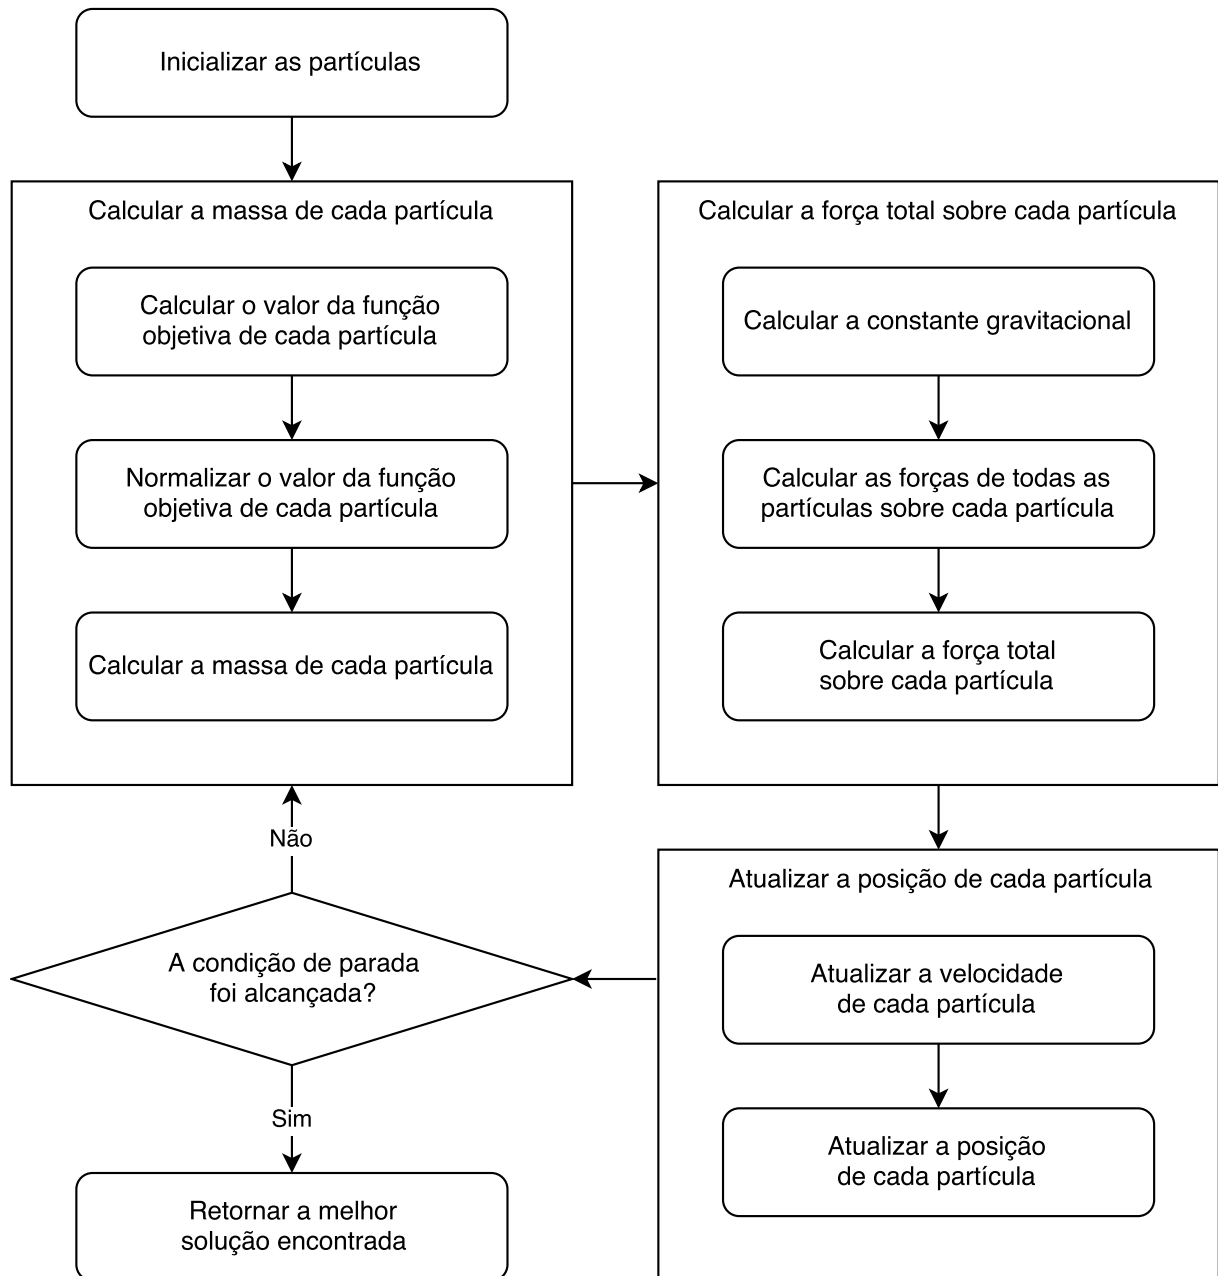 Inicializar as partículas
Calcular a massa de cada partícula
Calcular o valor da função
objetiva de cada partícula
Normalizar o valor da função
objetiva de cada partícula
Calcular a massa de cada partícula
Calcular a força total sobre cada partícula
Calcular a constante gravitacional
Calcular as forças de todas as
partículas sobre cada partícula
Calcular a força total
sobre cada partícula
Atualizar a posição de cada partícula
Atualizar a velocidade
de cada partícula
Atualizar a posição
de cada partícula
A condição de parada
foi alcançada?
Não
Sim
Retornar a melhor
solução encontrada